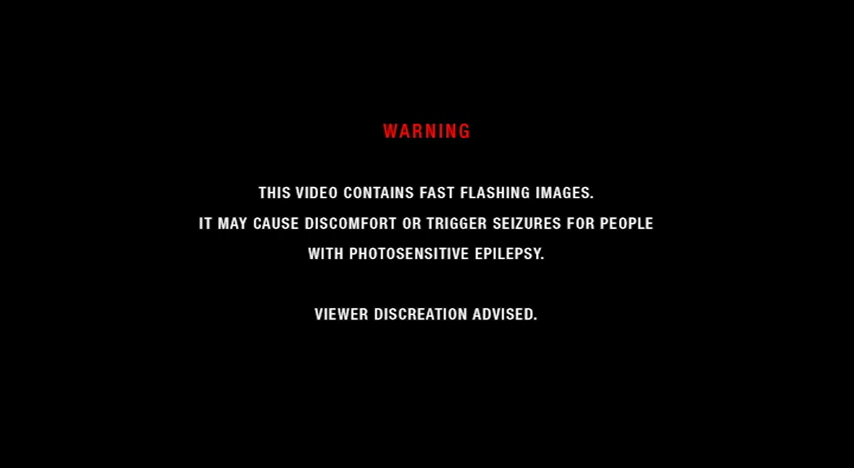 WARNING
THIS VIDEO CONTAINS FAST FLASHING IMAGES.
IT MAY CAUSE DISCOMFORT OR TRIGGER SEIZURES FOR PEOPLE
WITH PHOTOSENSITIVE EPILEPSY.
VIEWER DISCREATION ADVISED.